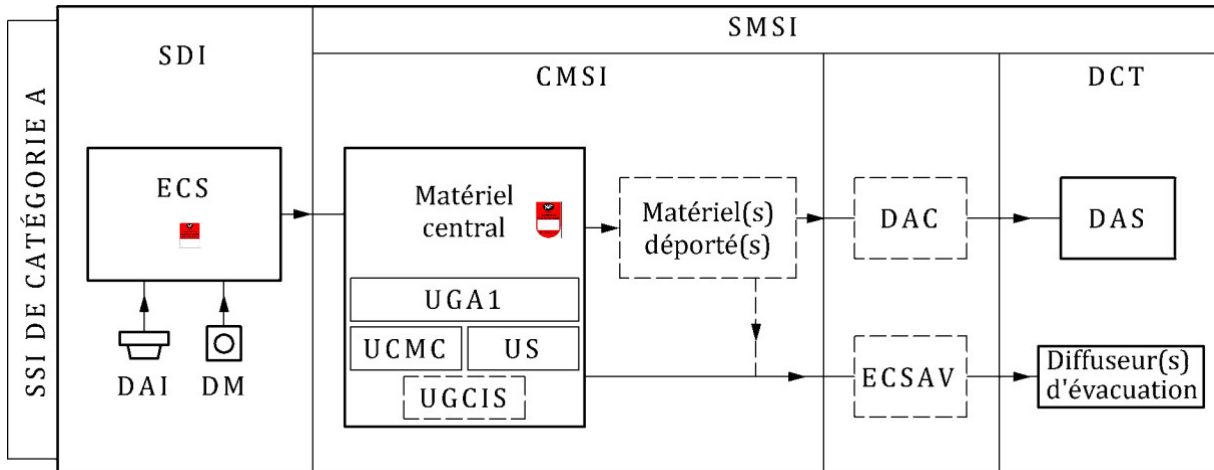 SSI DE CATÉGORIE A
SDI
SMSI
CMSI
DCT
ECS
DAI
DM
Matériel
central
UGA1
UCMC
US
UGCIS
Matériel(s)
déporté(s)
DAC
DAS
ECSAV
Diffuseur(s)
d'évacuation